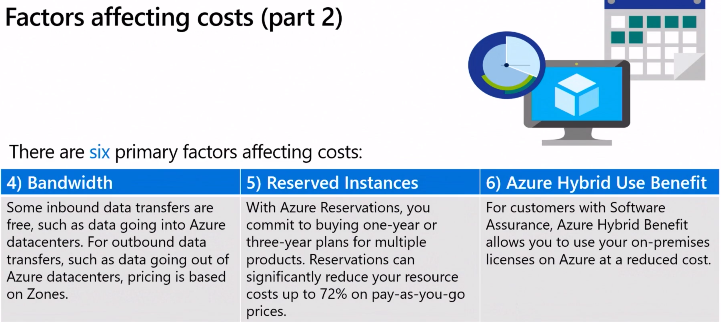 Factors affecting costs (part 2)
There are six primary factors affecting costs:
4) Bandwidth
Some inbound data transfers are
free, such as data going into Azure
datacenters. For outbound data
transfers, such as data going out of
Azure datacenters, pricing is based
on Zones.
5) Reserved Instances
With Azure Reservations, you
commit to buying one-year or
three-year plans for multiple
products. Reservations can
significantly reduce your resource
costs up to 72% on pay-as-you-go
prices.
6) Azure Hybrid Use Benefit
For customers with Software
Assurance, Azure Hybrid Benefit
allows you to use your on-premises
licenses on Azure at a reduced cost.